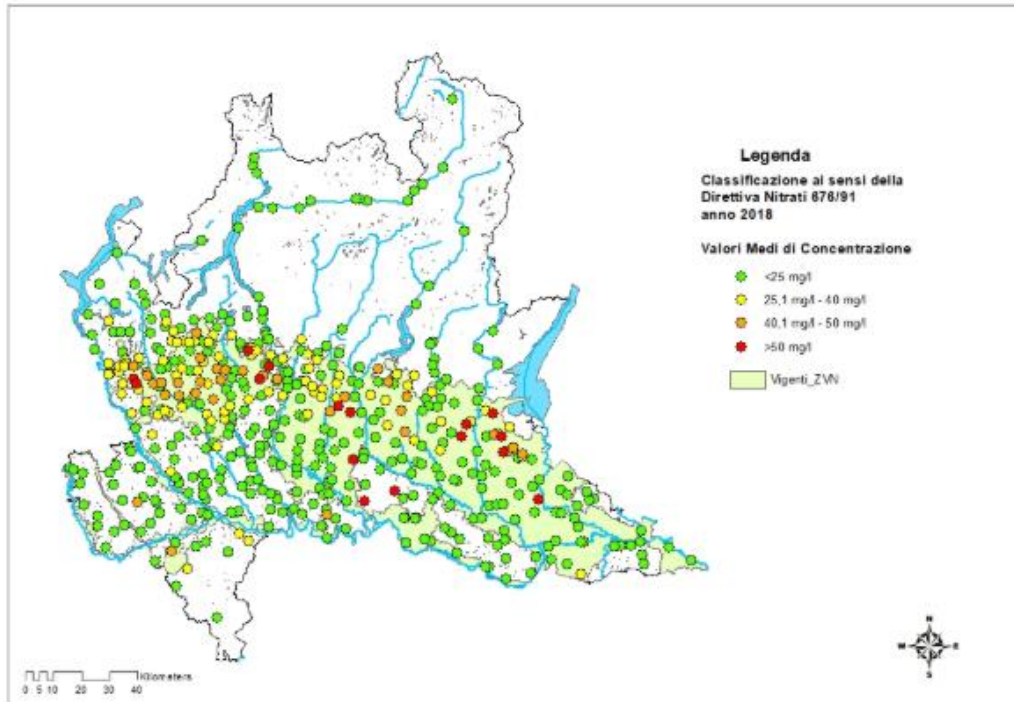 Legenda
Classificazione ai sensi della
Direttiva Nitrati 676/91
anno 2018
Valori Medi di Concentrazione
<25 mg/l
25,1 mg/l - 40 mg/l
40,1 mg/l - 50 mg/l
>50 mg/l
Vigenti_ZVN
N
W E
S
Kilometers
0 5 10 20 30 40